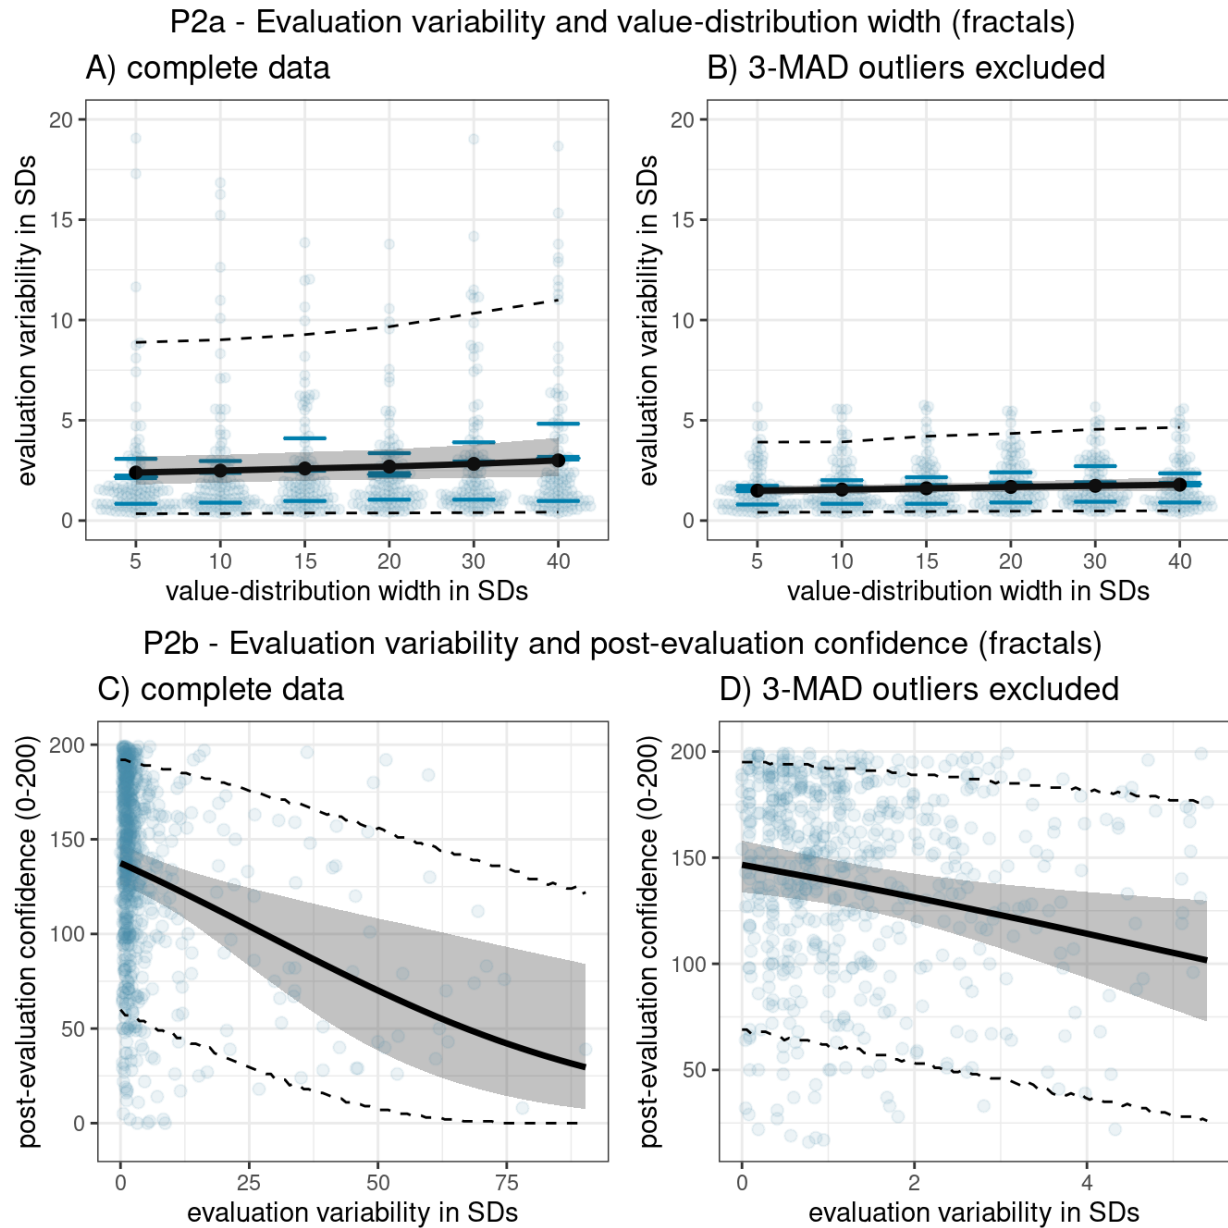 P2a - Evaluation variability and value-distribution width (fractals)
A) complete data
B) 3-MAD outliers excluded
evaluation variability in SDs
20
15
10
5
0
5 10 15 20 30 40
value-distribution width in SDs
evaluation variability in SDs
20
15
10
5
0
5 10 15 20 30 40
value-distribution width in SDs
P2b - Evaluation variability and post-evaluation confidence (fractals)
C) complete data
D) 3-MAD outliers excluded
post-evaluation confidence (0-200)
200
150
100
50
0
0 25 50 75
evaluation variability in SDs
post-evaluation confidence (0-200)
200
150
100
50
0 2 4
evaluation variability in SDs